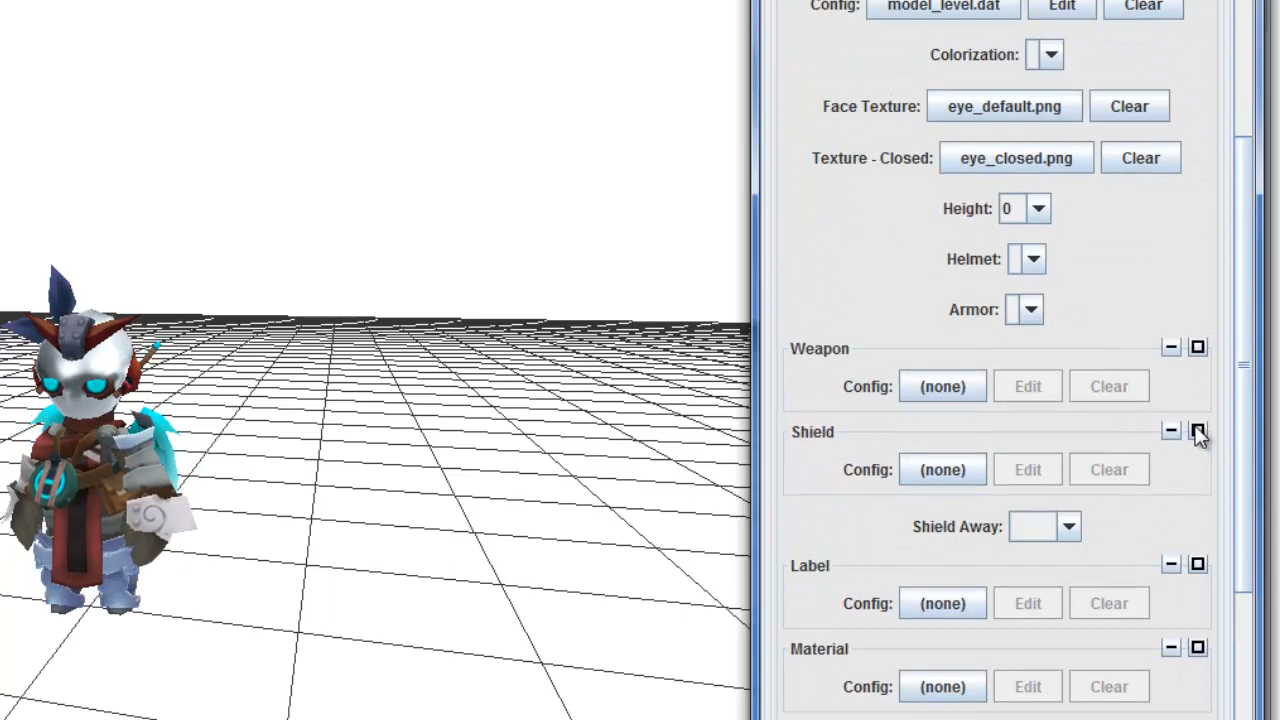 Config: model_level.dat Edit Clear
Colorization:
Face Texture: eye_default.png Clear
Texture - Closed: eye_closed.png Clear
Height: 0
Helmet:
Armor:
Weapon
Config: (none) Edit Clear
Shield
Config: (none) Edit Clear
Shield Away:
Label
Config: (none) Edit Clear
Material
Config: (none) Edit Clear